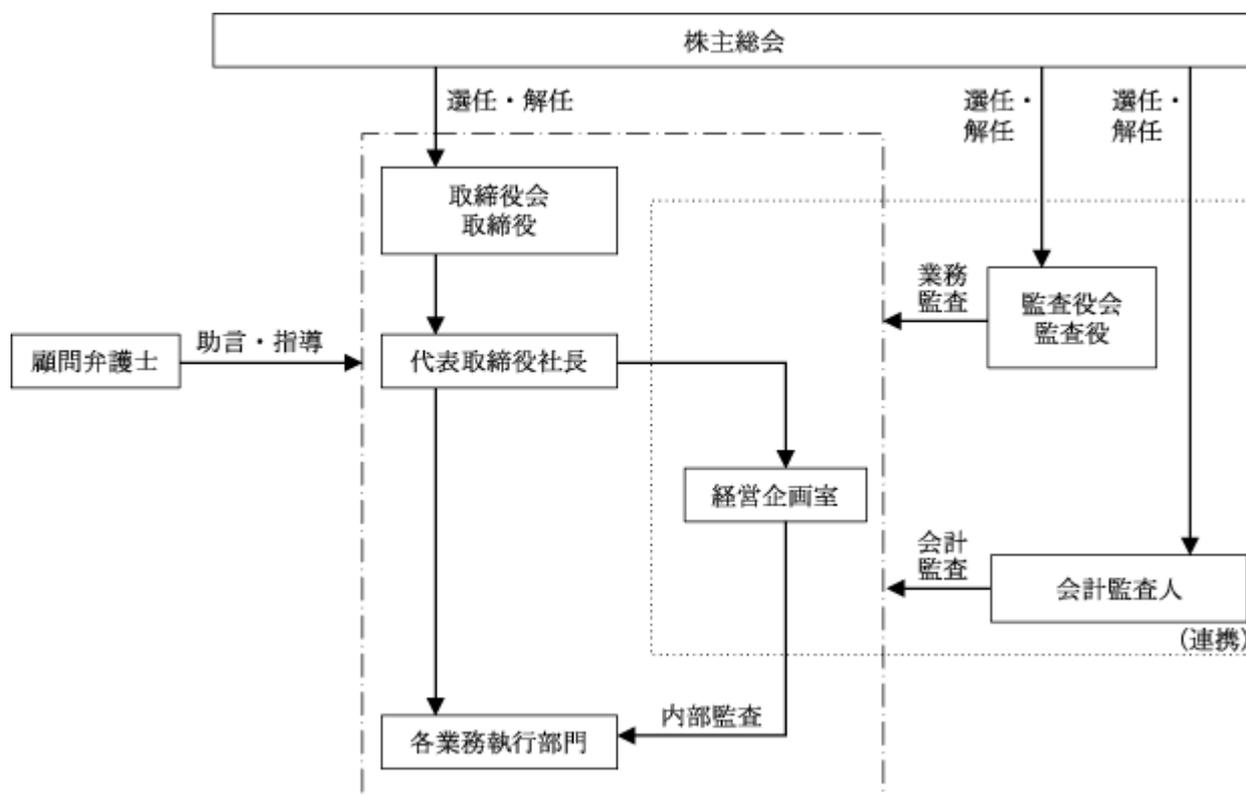 株主総会
選任・解任
選任・
解任
選任・
解任
取締役会
取締役
業務
監査
監査役会
監査役
顧問弁護士
助言・指導
代表取締役社長
経営企画室
会計
監査
会計監査人
(連携)
内部監査
各業務執行部門